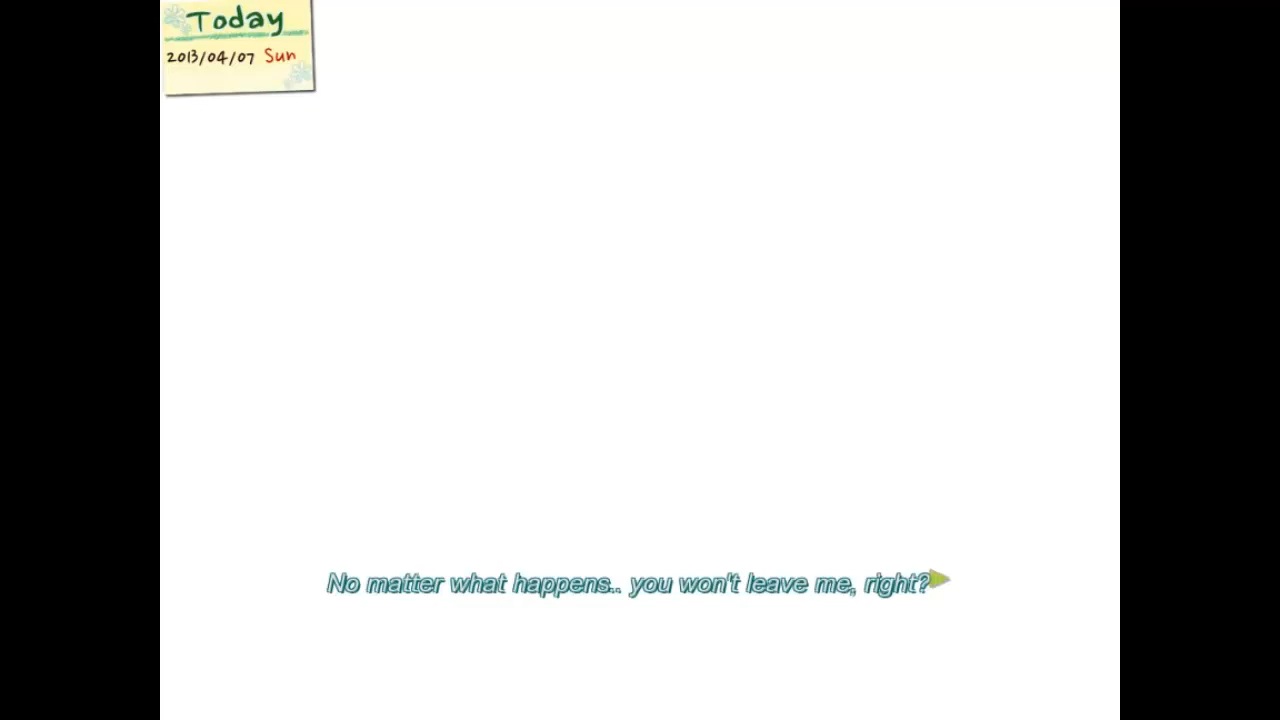 Today
2013/04/07 Sun
No matter what happens.. you won't leave me, right?